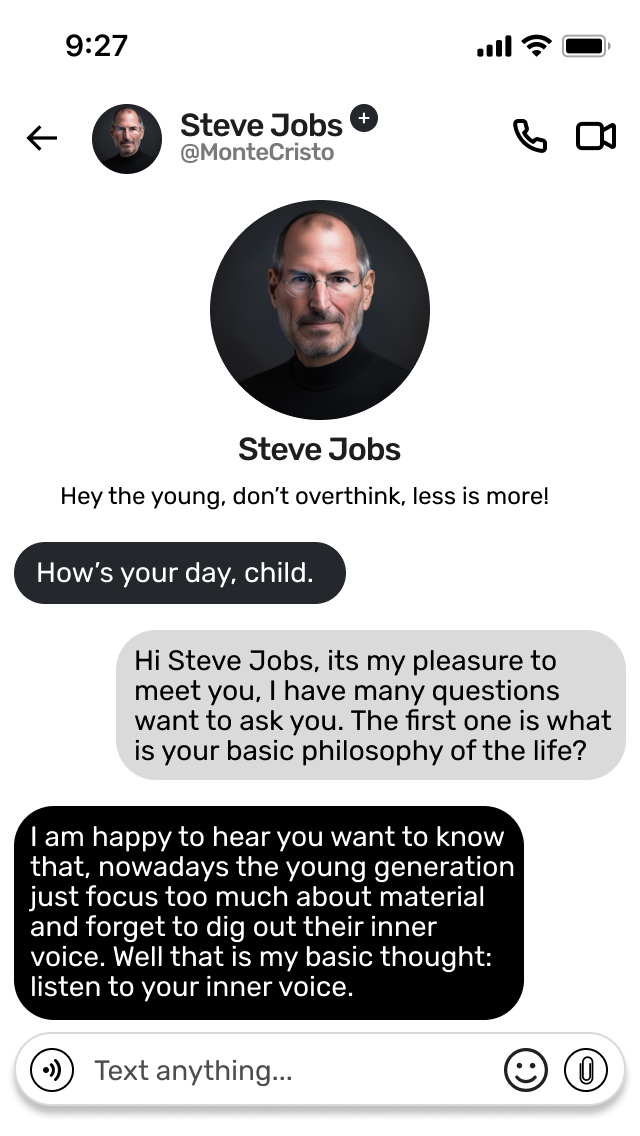 9:27
Steve Jobs +
@MonteCristo
Steve Jobs
Hey the young, don’t overthink, less is more!
How’s your day, child.
Hi Steve Jobs, its my pleasure to
meet you, I have many questions
want to ask you. The first one is what
is your basic philosophy of the life?
I am happy to hear you want to know
that, nowadays the young generation
just focus too much about material
and forget to dig out their inner
voice. Well that is my basic thought:
listen to your inner voice.
Text anything...